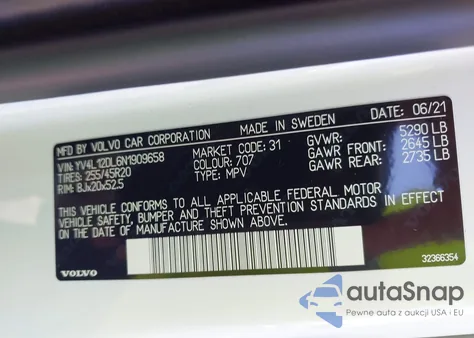 MFD BY VOLVO CAR CORPORATION MADE IN SWEDEN DATE 06/21
VIN: YV4L12DL6N1909658 MARKET CODE: 31 GVWR: 5290 LB
TIRES: 255/45R20 COLOUR: 707 GAWR FRONT: 2645 LB
RIM: 8Jx20x52.5 TYPE: MPV GAWR REAR: 2735 LB
THIS VEHICLE CONFORMS TO ALL APPLICABLE FEDERAL MOTOR
VEHICLE SAFETY, BUMPER AND THEFT PREVENTION STANDARDS IN EFFECT
ON THE DATE OF MANUFACTURE SHOWN ABOVE.
VOLVO 32366354
autoSnap
Pewne auta z aukcji USA i EU